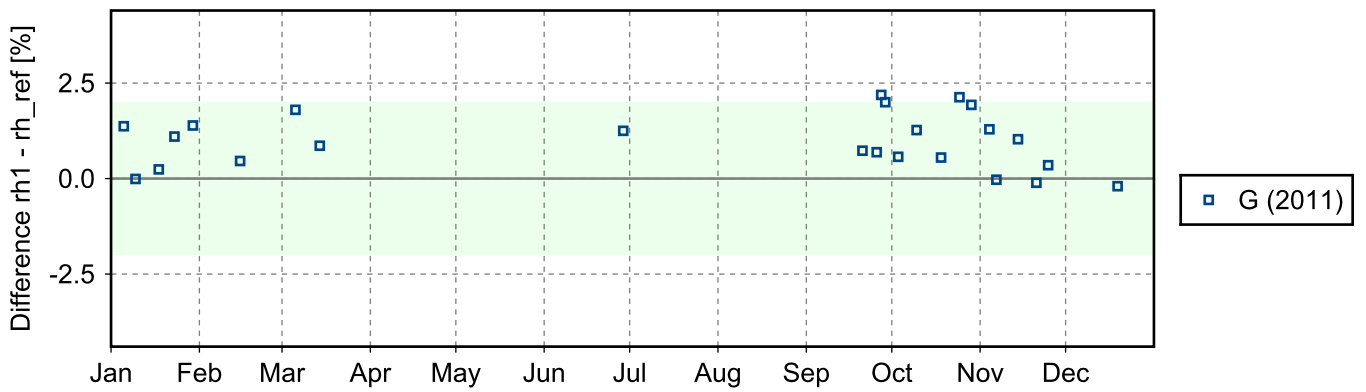 Difference rh1 - rh_ref [%]
2.5
0.0
-2.5
Jan Feb Mar Apr May Jun Jul Aug Sep Oct Nov Dec
G (2011)